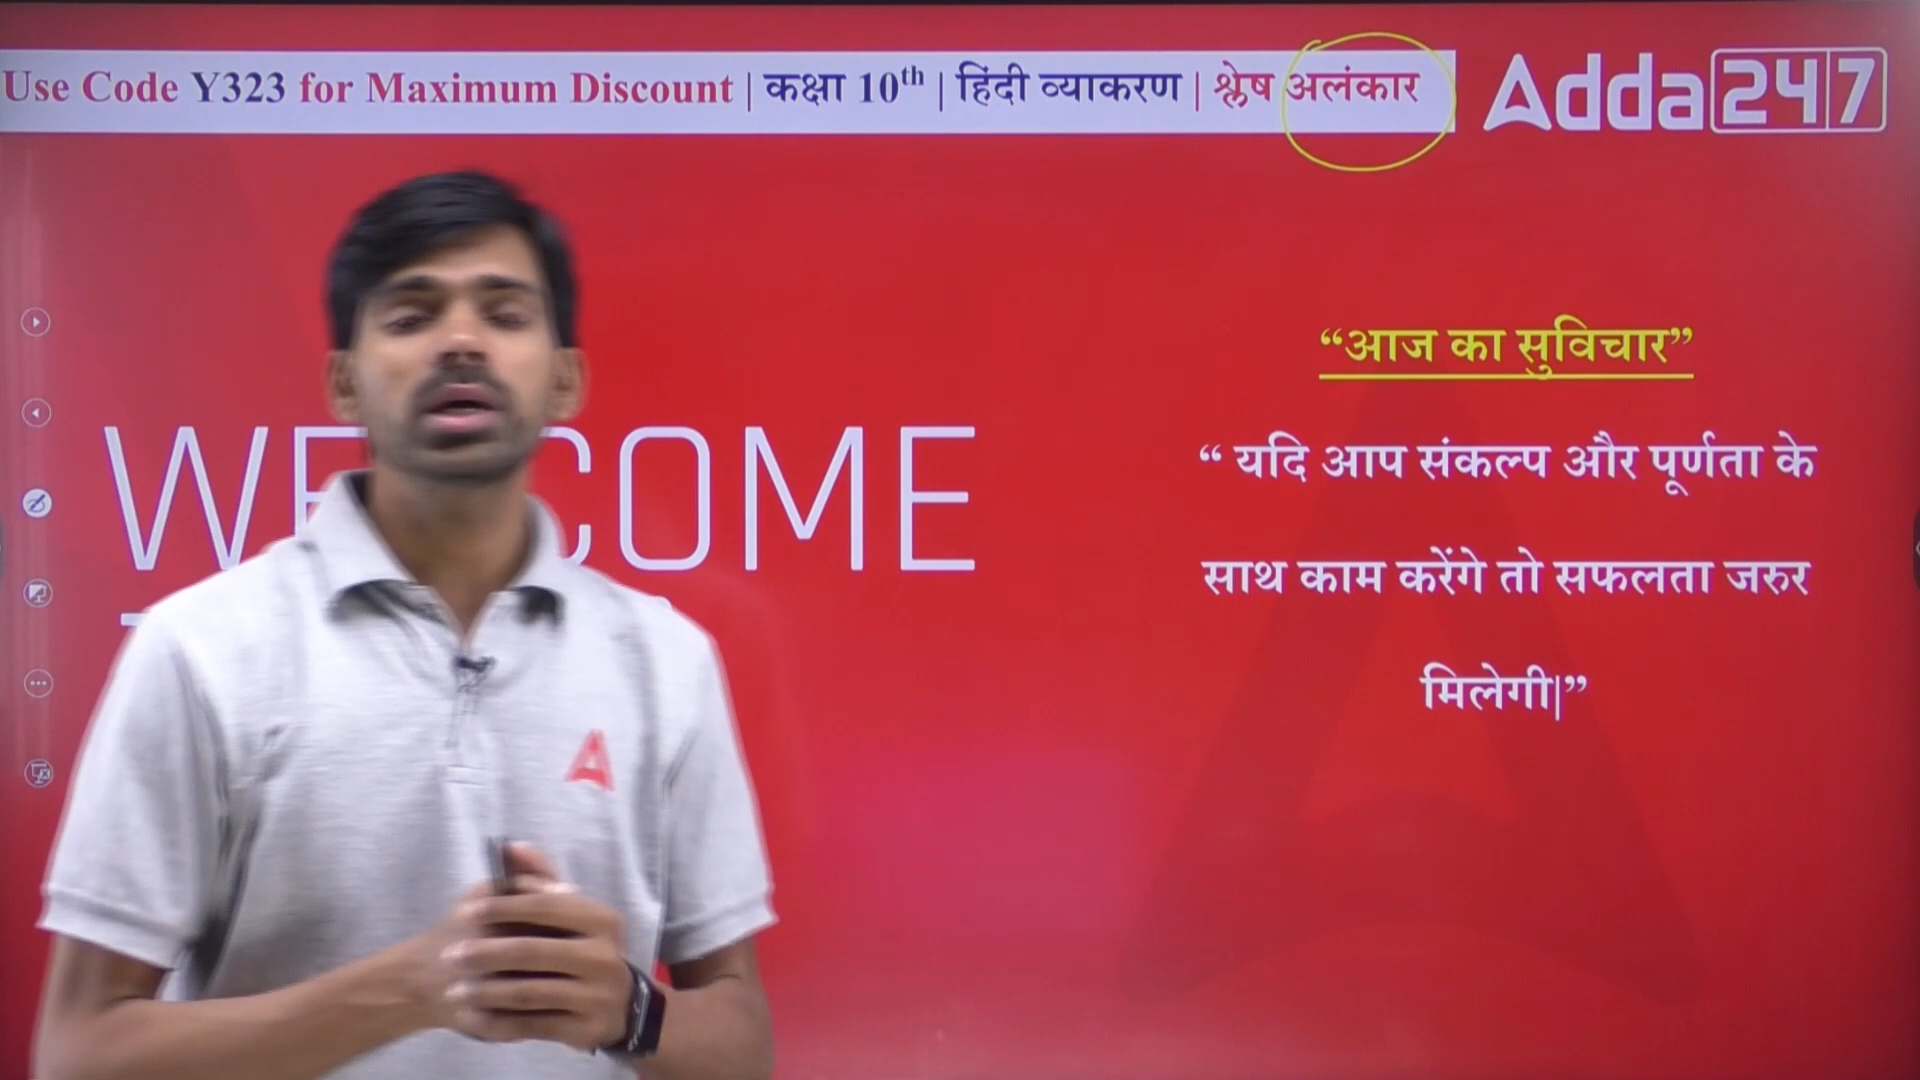 Use Code Y323 for Maximum Discount | कक्षा 10th | हिंदी व्याकरण | श्लेष अलंकार
Adda247
WELCOME
“आज का सुविचार”
“ यदि आप संकल्प और पूर्णता के
साथ काम करेंगे तो सफलता जरुर
मिलेगी|”